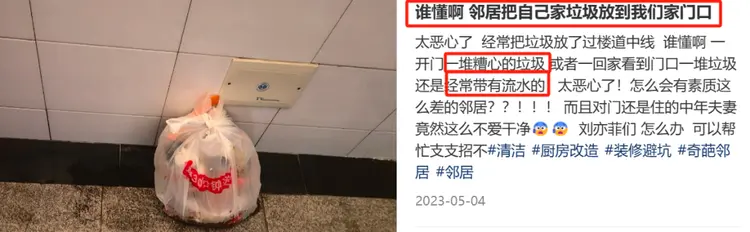 谁懂啊 邻居把自己家垃圾放到我们家门口
太恶心了 经常把垃圾放了过楼道中线 谁懂啊 一
开门一堆糟心的垃圾 或者一回家看到门口一堆垃圾
还是经常带有流水的 太恶心了！怎么会有素质这
么差的邻居？？！！！！ 而且对门还是住的中年夫妻
竟然这么不爱干净😨😨 刘亦菲们 怎么办 可以帮
忙支支招不#清洁 #厨房改造 #装修避坑 #奇葩邻
居 #邻居
2023-05-04